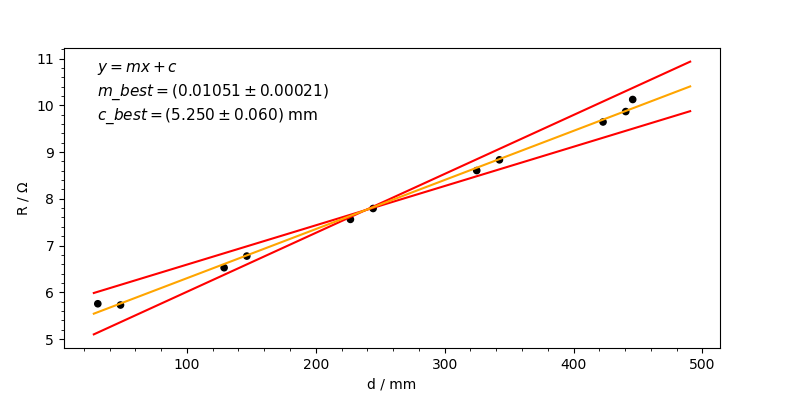 y = mx + c
m_best = (0.01051 ± 0.00021)
c_best = (5.250 ± 0.060) mm
R / Ω
11
10
9
8
7
6
5
100 200 300 400 500
d / mm